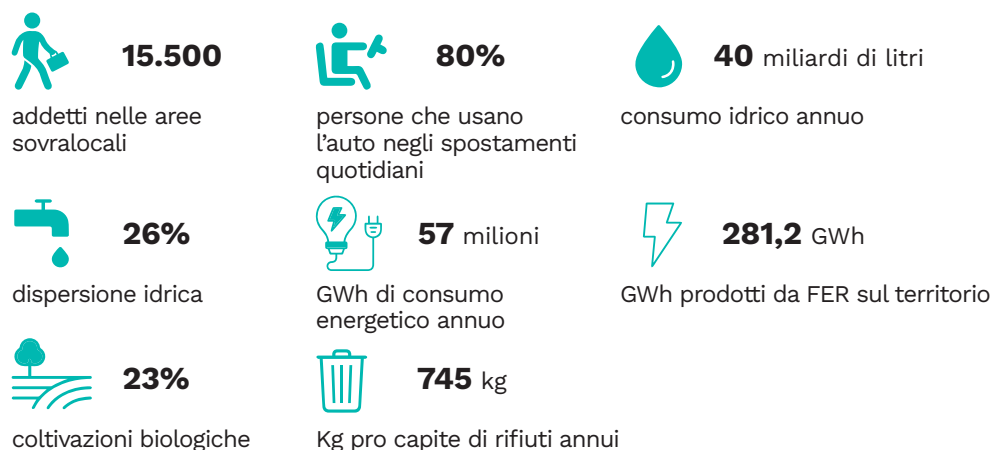 15.500
addetti nelle aree
sovralocali
80%
persone che usano
l’auto negli spostamenti
quotidiani
40 miliardi di litri
consumo idrico annuo
26%
dispersione idrica
57 milioni
GWh di consumo
energetico annuo
281,2 GWh
GWh prodotti da FER sul territorio
23%
coltivazioni biologiche
745 kg
Kg pro capite di rifiuti annui